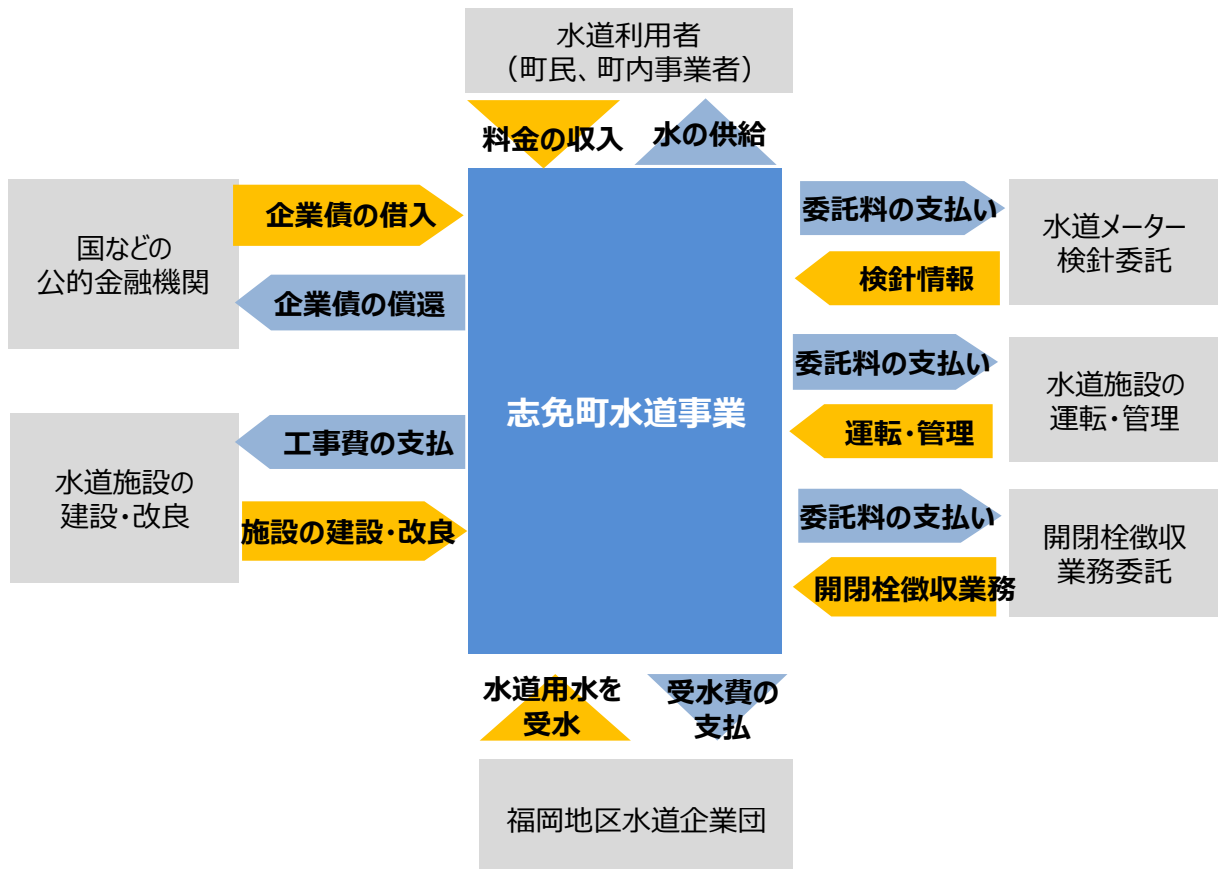 水道利用者
（町民、町内事業者）
料金の収入
水の供給
国などの
公的金融機関
企業債の借入
企業債の償還
水道施設の
建設・改良
工事費の支払
施設の建設・改良
志免町水道事業
委託料の支払い
検針情報
水道メーター
検針委託
委託料の支払い
運転・管理
水道施設の
運転・管理
委託料の支払い
開閉栓徴収業務
開閉栓徴収
業務委託
水道用水を
受水
受水費の
支払
福岡地区水道企業団